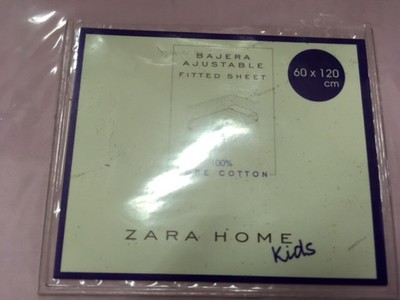 BAJERA
AJUSTABLE
FITTED SHEET
60 x 120
cm
100%
COTTON
ZARA HOME
Kids